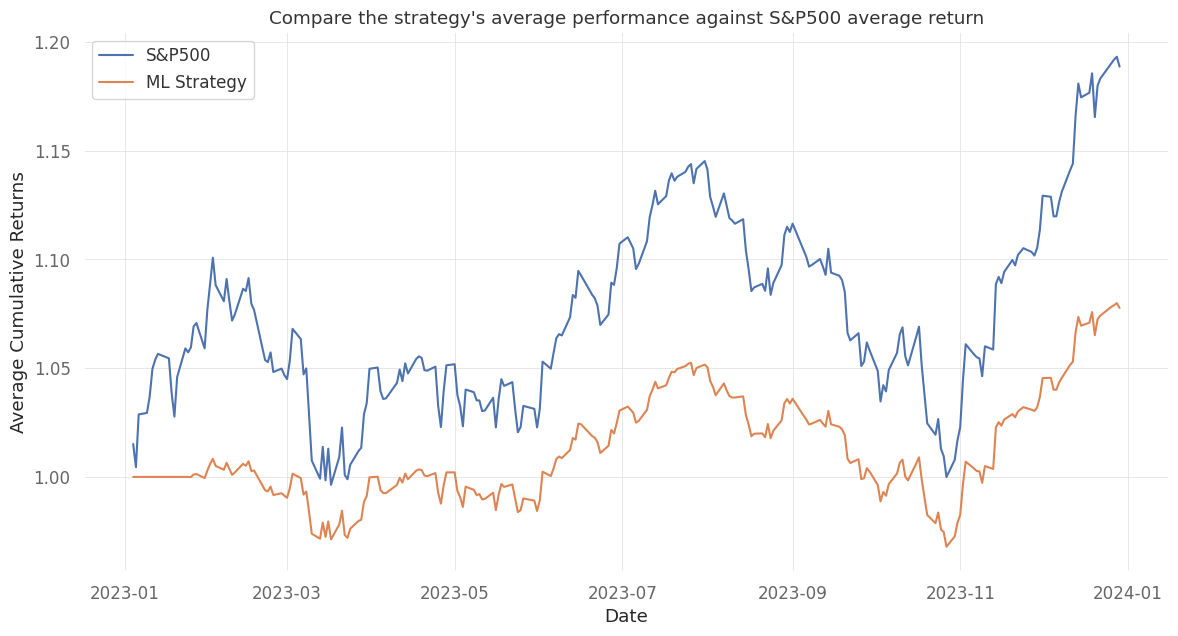 Compare the strategy's average performance against S&P500 average return
S&P500
ML Strategy
Average Cumulative Returns
1.20
1.15
1.10
1.05
1.00
2023-01
2023-03
2023-05
2023-07
2023-09
2023-11
2024-01
Date